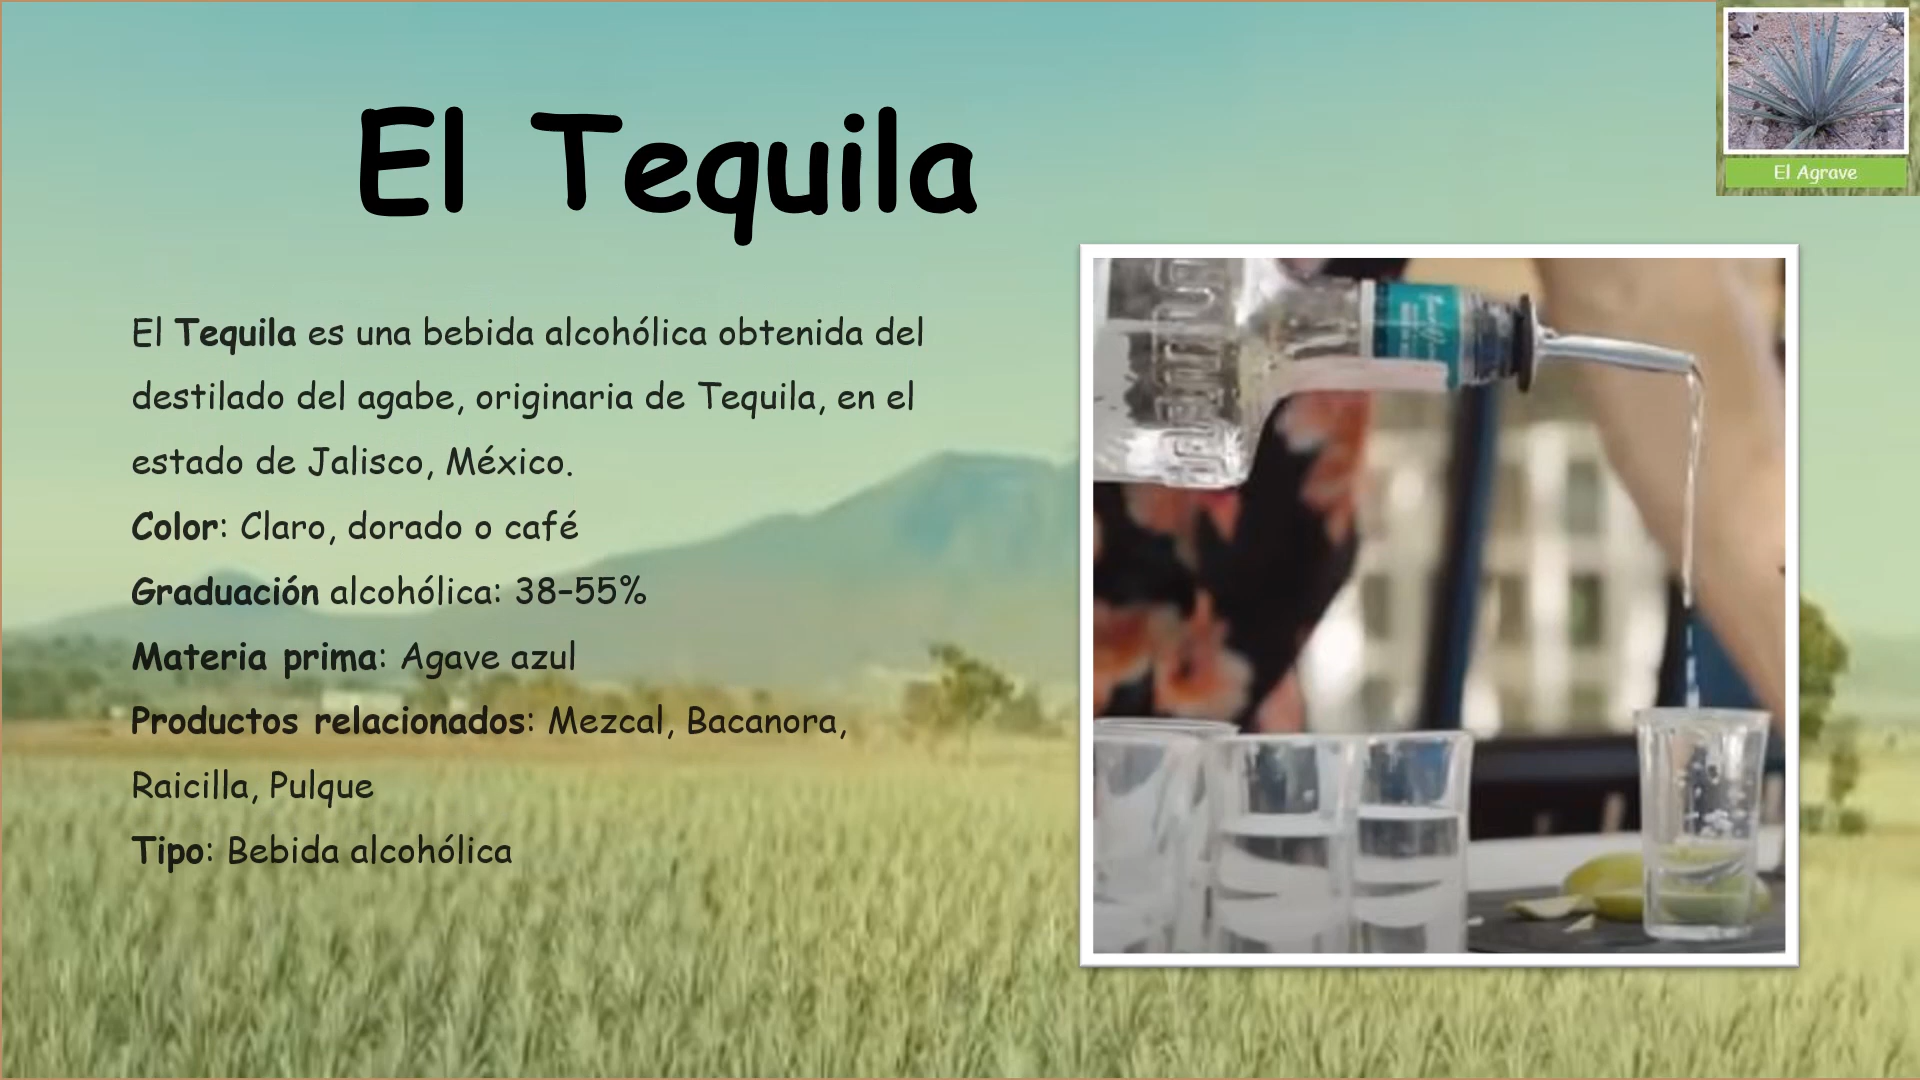 El Agrave
El Tequila
El Tequila es una bebida alcohólica obtenida del
destilado del agabe, originaria de Tequila, en el
estado de Jalisco, México.
Color: Claro, dorado o café
Graduación alcohólica: 38-55%
Materia prima: Agave azul
Productos relacionados: Mezcal, Bacanora,
Raicilla, Pulque
Tipo: Bebida alcohólica